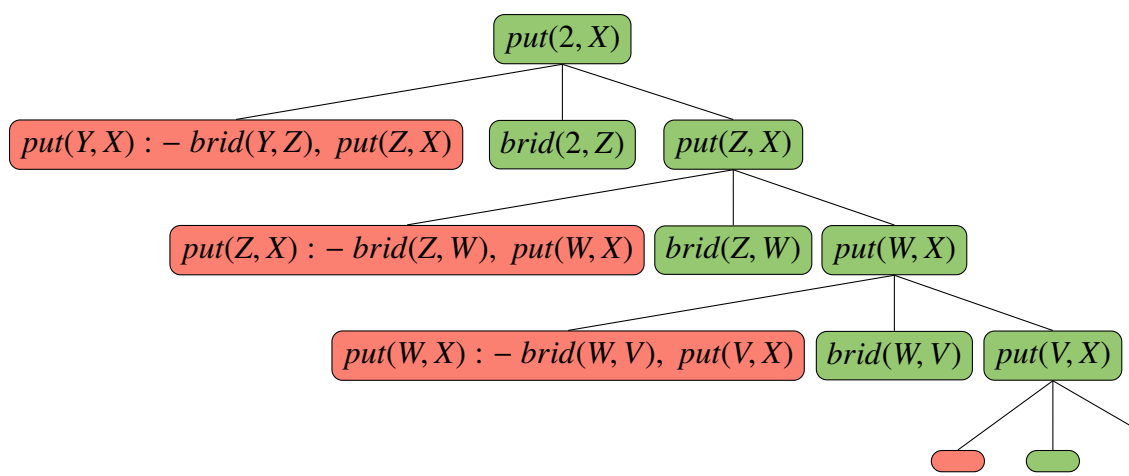 put(2, X)
put(Y, X) : − brid(Y, Z), put(Z, X)
brid(2, Z)
put(Z, X)
put(Z, X) : − brid(Z, W), put(W, X)
brid(Z, W)
put(W, X)
put(W, X) : − brid(W, V), put(V, X)
brid(W, V)
put(V, X)